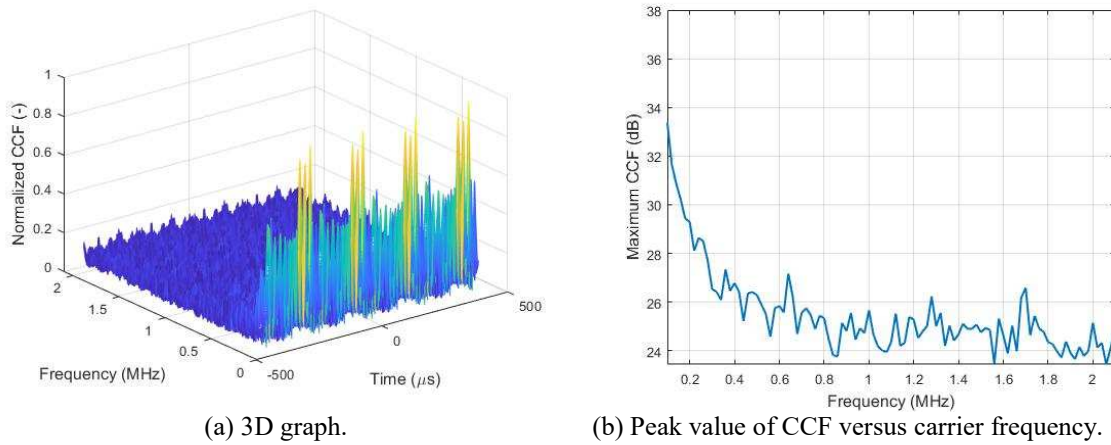 1
0.8
0.6
0.4
0.2
0
Normalized CCF (-)
2
1.5
1
0.5
0
Frequency (MHz)
-500
0
500
Time (μs)
(a) 3D graph.
38
36
34
32
30
28
26
24
Maximum CCF (dB)
0.2 0.4 0.6 0.8 1 1.2 1.4 1.6 1.8 2
Frequency (MHz)
(b) Peak value of CCF versus carrier frequency.